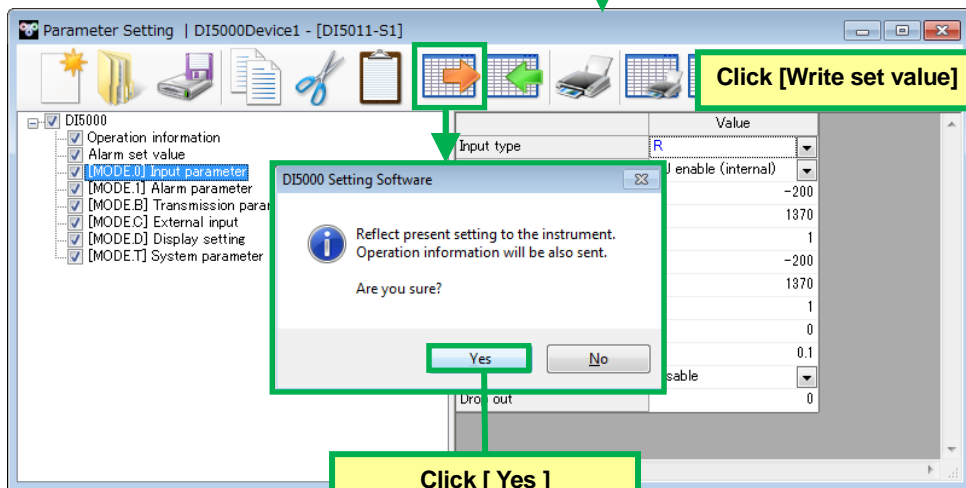 Parameter Setting | DI5000Device1 - [DI5011-S1]
Click [Write set value]
DI5000
Operation information
Alarm set value
[MODE.0] Input parameter
[MODE.1] Alarm parameter
[MODE.B] Transmission para
[MODE.C] External input
[MODE.D] Display setting
[MODE.T] System parameter
Value
Input type R
enable (internal)
-200
1370
1
-200
1370
1
0
0.1
sable
Drop out 0
DI5000 Setting Software
Reflect present setting to the instrument.
Operation information will be also sent.
Are you sure?
Yes No
Click [ Yes ]